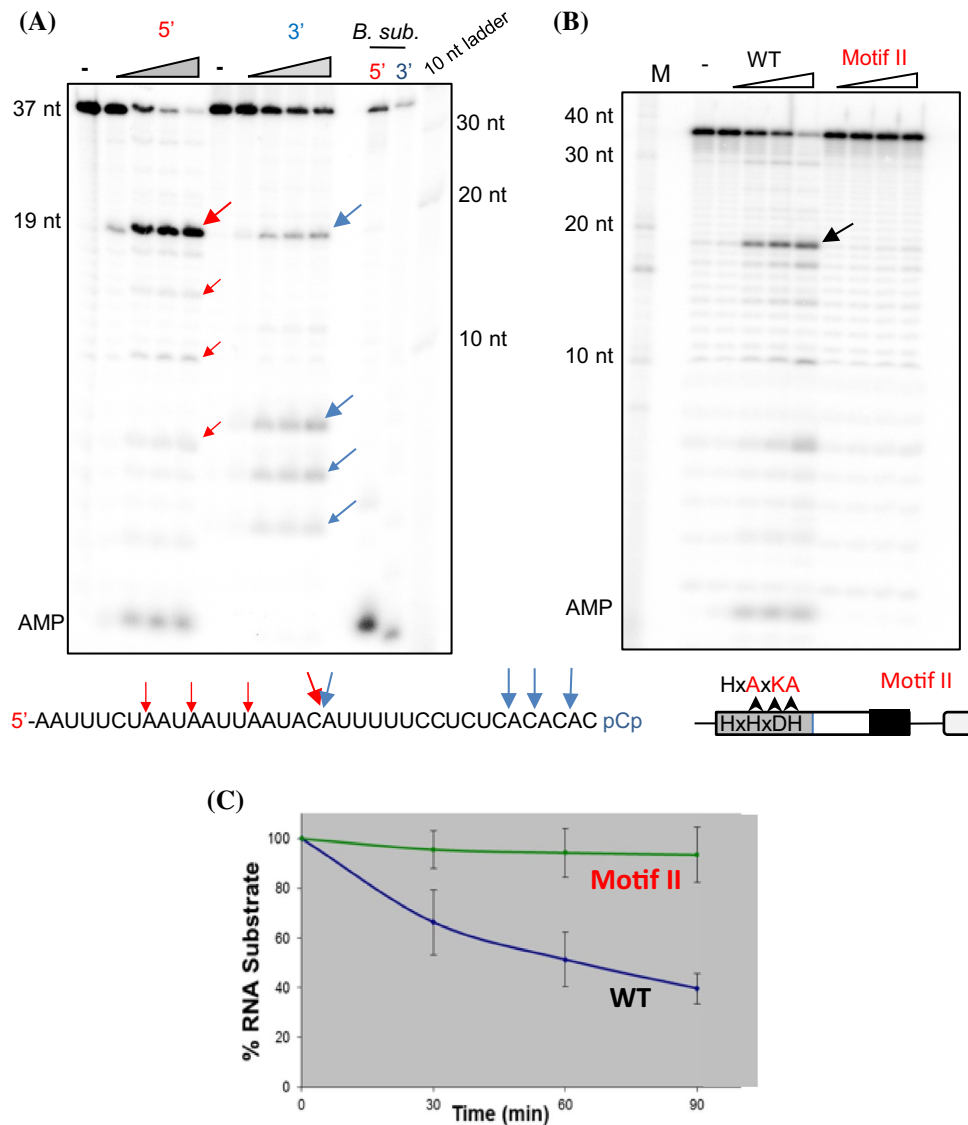 (A)
5' 3' B. sub. 10 nt ladder
- - 5' 3'
37 nt
30 nt
20 nt
19 nt
10 nt
AMP
5'-AAUUUCUAAUAAUUAAUACAUUUUUCCUCUCACACAC pCp
(B)
M - WT Motif II
40 nt
30 nt
20 nt
10 nt
AMP
HxAxKA Motif II
HxHxDH
(C)
% RNA Substrate
100
80
60
40
20
0
Motif II
WT
0 30 60 90
Time (min)